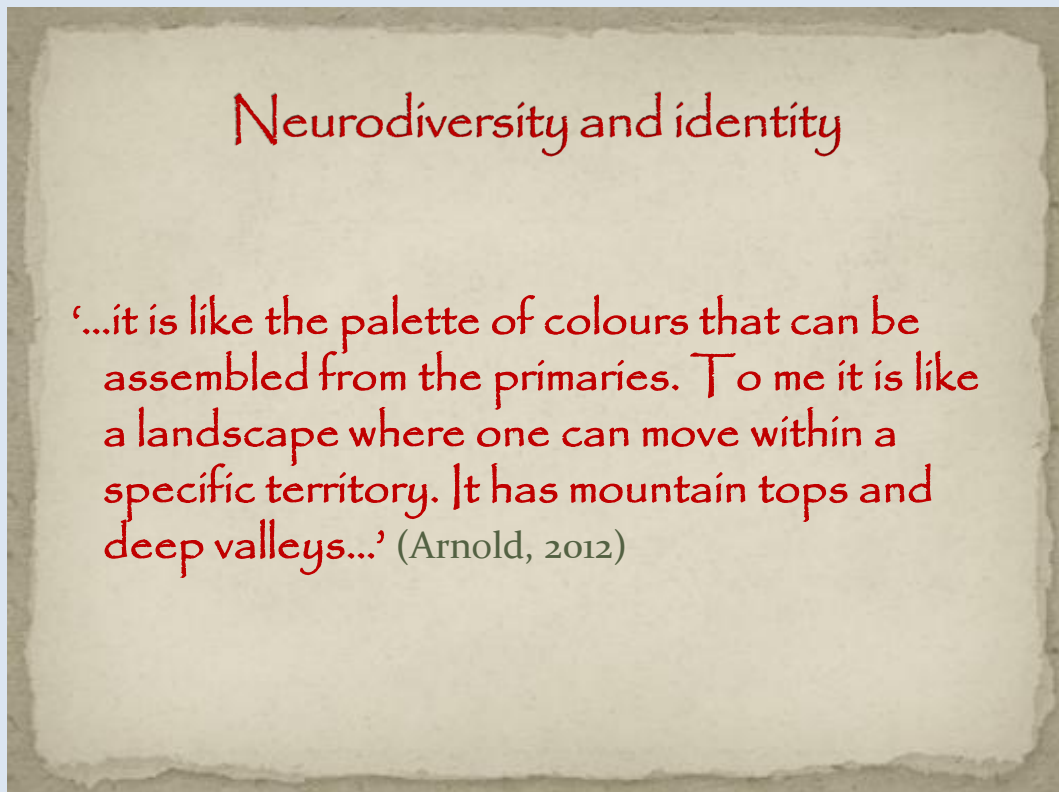 Neurodiversity and identity
‘...it is like the palette of colours that can be
assembled from the primaries. To me it is like
a landscape where one can move within a
specific territory. It has mountain tops and
deep valleys...’ (Arnold, 2012)